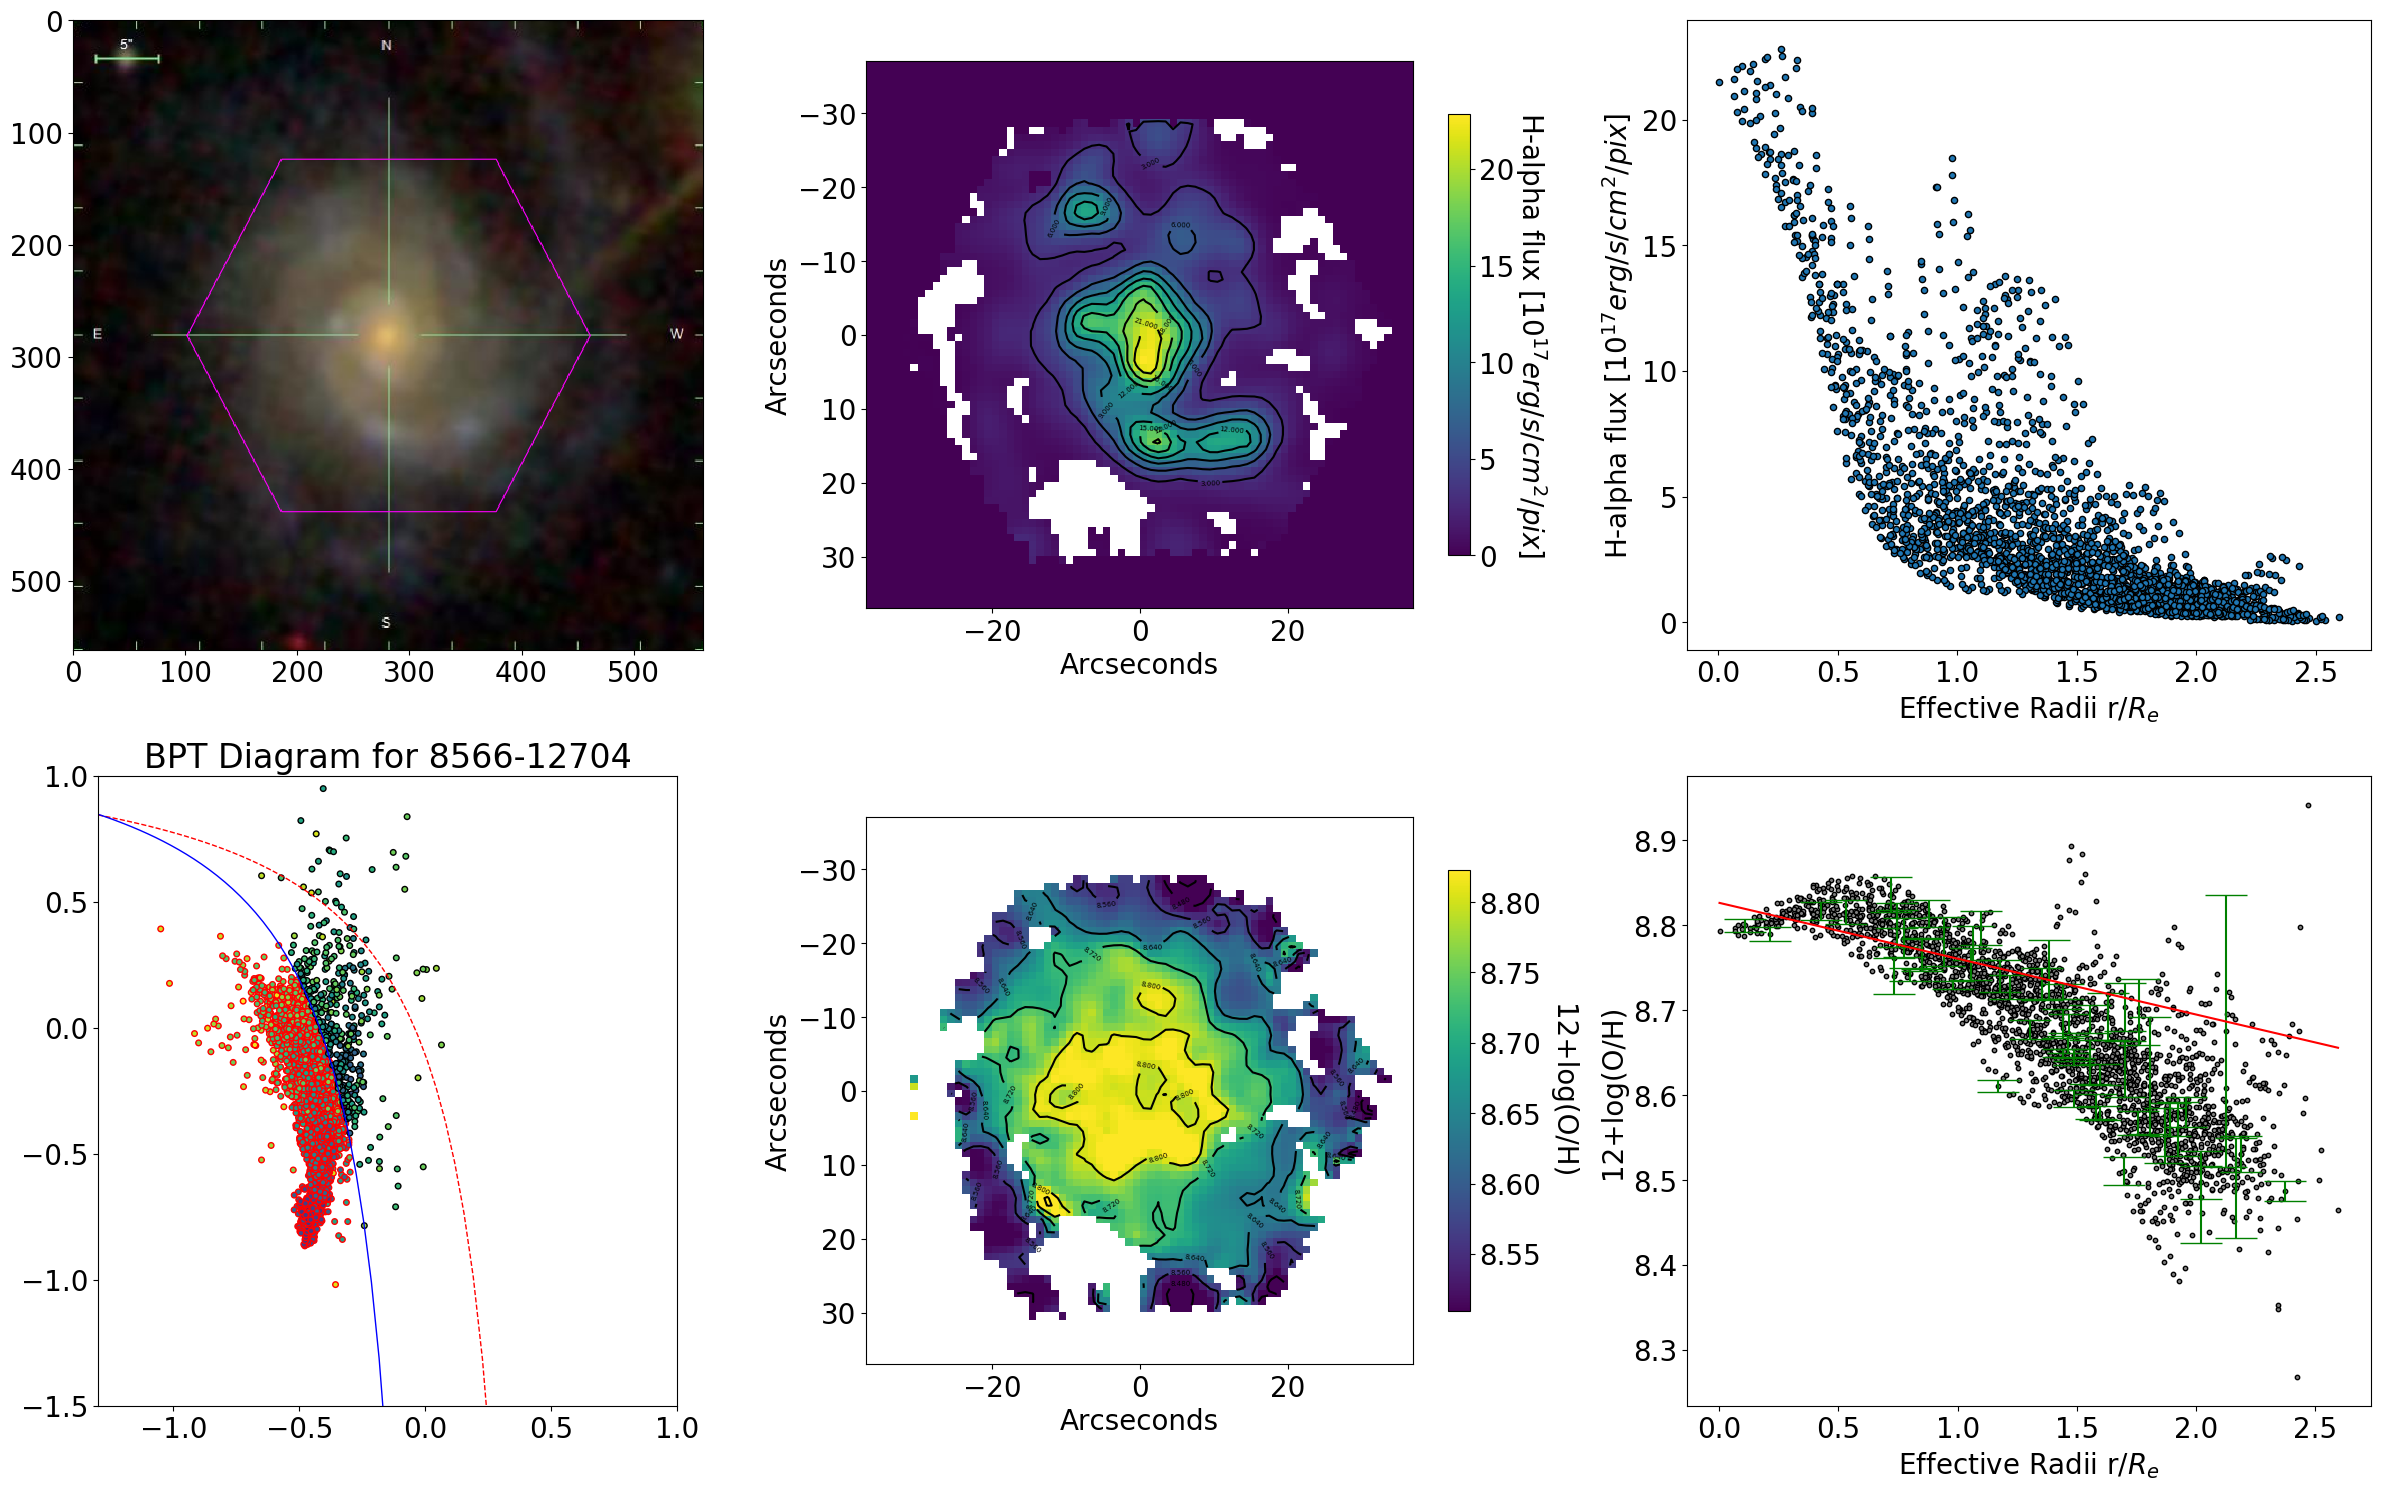 0
100
200
300
400
500
5"
N
E
W
S
0 100 200 300 400 500
−30
−20
−10
0
10
20
30
Arcseconds
−20 0 20
Arcseconds
20
15
10
5
0
H-alpha flux [10^17 erg/s/cm^2/pix]
H-alpha flux [10^17 erg/s/cm^2/pix]
20
15
10
5
0
0.0 0.5 1.0 1.5 2.0 2.5
Effective Radii r/R_e
BPT Diagram for 8566-12704
1.0
0.5
0.0
−0.5
−1.0
−1.5
−1.0 −0.5 0.0 0.5 1.0
−30
−20
−10
0
10
20
30
Arcseconds
−20 0 20
Arcseconds
8.80
8.75
8.70
8.65
8.60
8.55
12+log(O/H)
12+log(O/H)
8.9
8.8
8.7
8.6
8.5
8.4
8.3
0.0 0.5 1.0 1.5 2.0 2.5
Effective Radii r/R_e